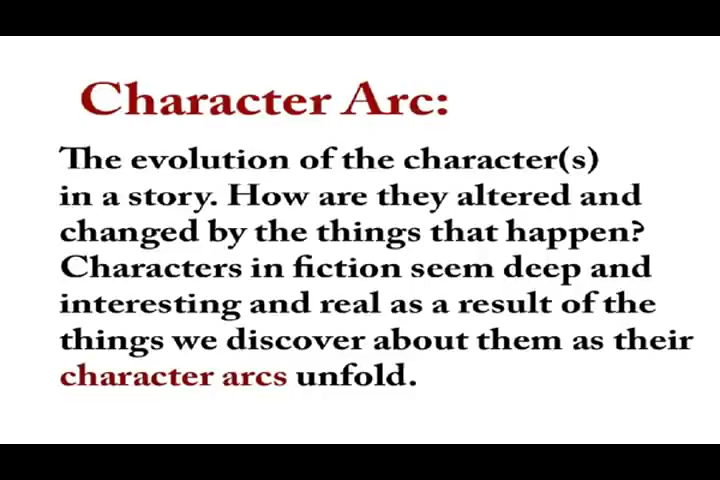 Character Arc:
The evolution of the character(s)
in a story. How are they altered and
changed by the things that happen?
Characters in fiction seem deep and
interesting and real as a result of the
things we discover about them as their
character arcs unfold.